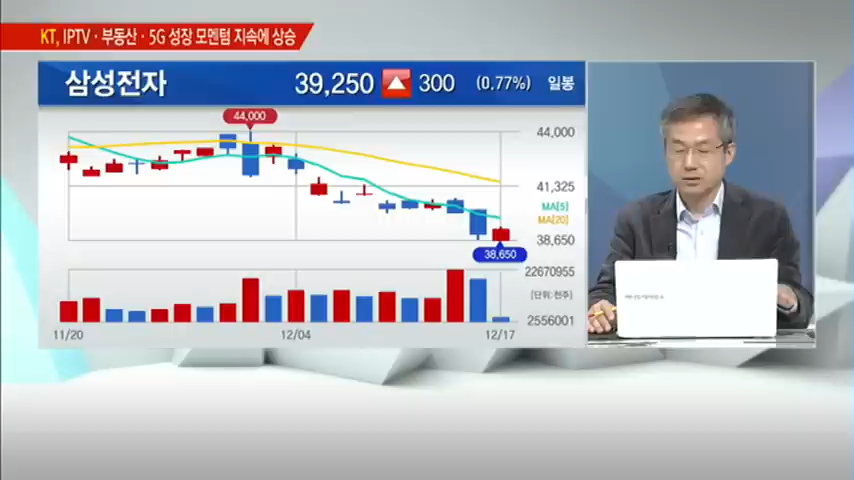 KT, IPTV · 부동산 · 5G 성장 모멘텀 지속에 상승
삼성전자 39,250 ▲ 300 (0.77%) 일봉
44,000
44,000
41,325
MA[5]
MA[20]
38,650
38,650
22670955
[단위:천주]
2556001
11/20 12/04 12/17